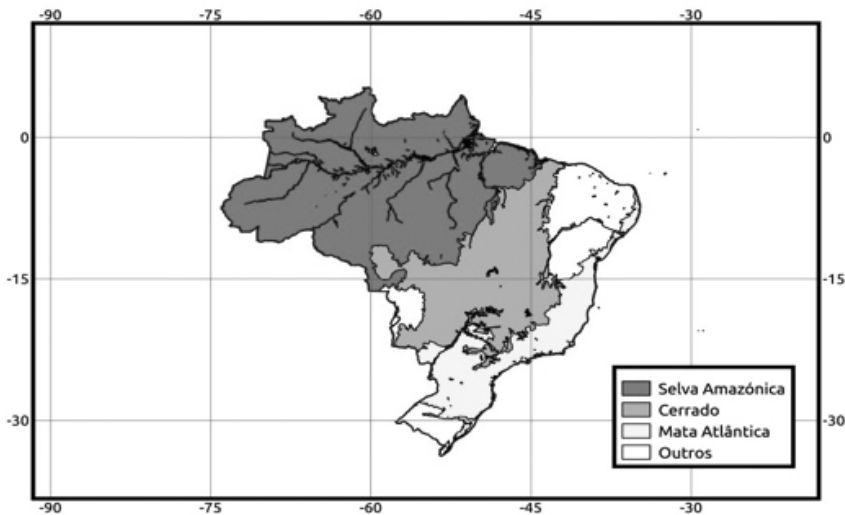 -90 -75 -60 -45 -30
0 0
-15 -15
-30 -30
Selva Amazónica
Cerrado
Mata Atlântica
Outros
-90 -75 -60 -45 -30